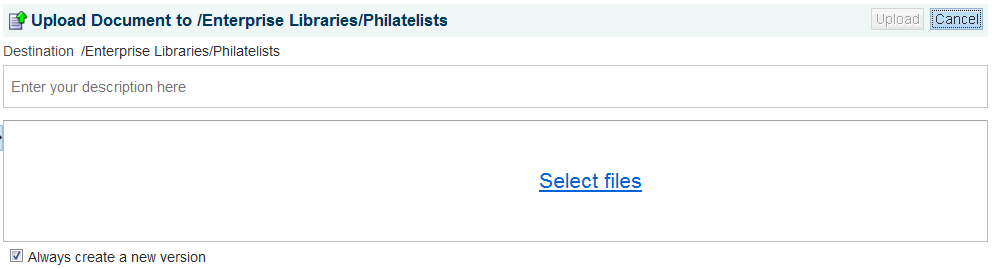 Upload Document to /Enterprise Libraries/Philatelists
Upload Cancel
Destination /Enterprise Libraries/Philatelists
Enter your description here
Select files
Always create a new version